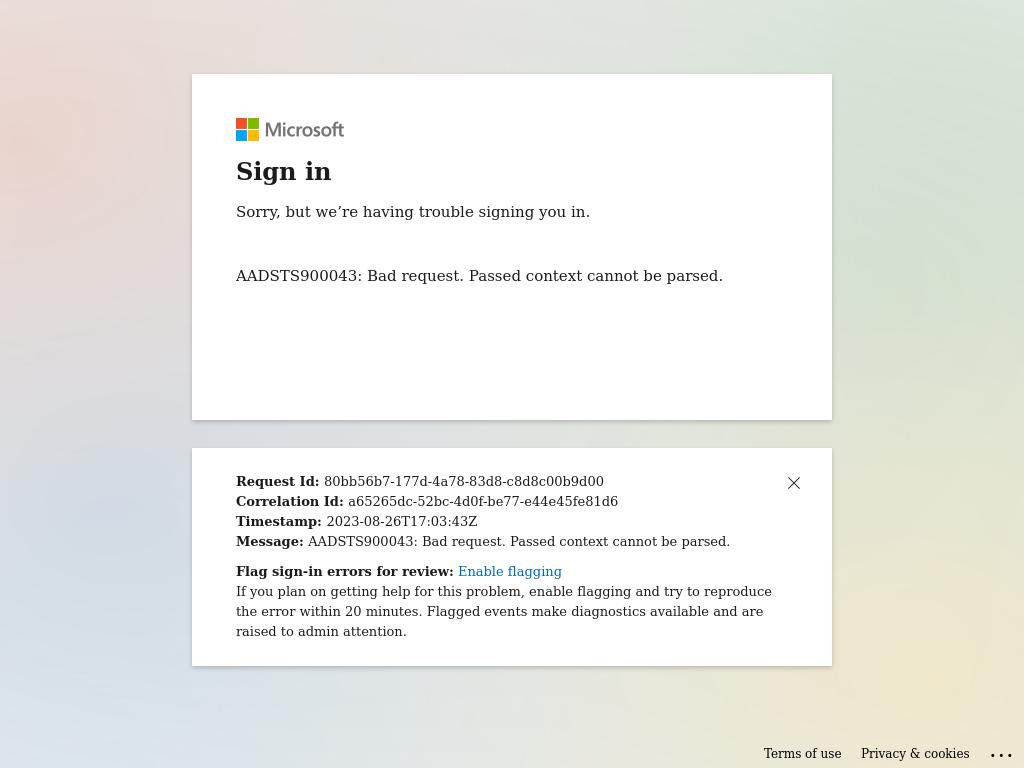 Microsoft
Sign in
Sorry, but we’re having trouble signing you in.
AADSTS900043: Bad request. Passed context cannot be parsed.
Request Id: 80bb56b7-177d-4a78-83d8-c8d8c00b9d00
Correlation Id: a65265dc-52bc-4d0f-be77-e44e45fe81d6
Timestamp: 2023-08-26T17:03:43Z
Message: AADSTS900043: Bad request. Passed context cannot be parsed.
Flag sign-in errors for review: Enable flagging
If you plan on getting help for this problem, enable flagging and try to reproduce
the error within 20 minutes. Flagged events make diagnostics available and are
raised to admin attention.
Terms of use Privacy & cookies ...